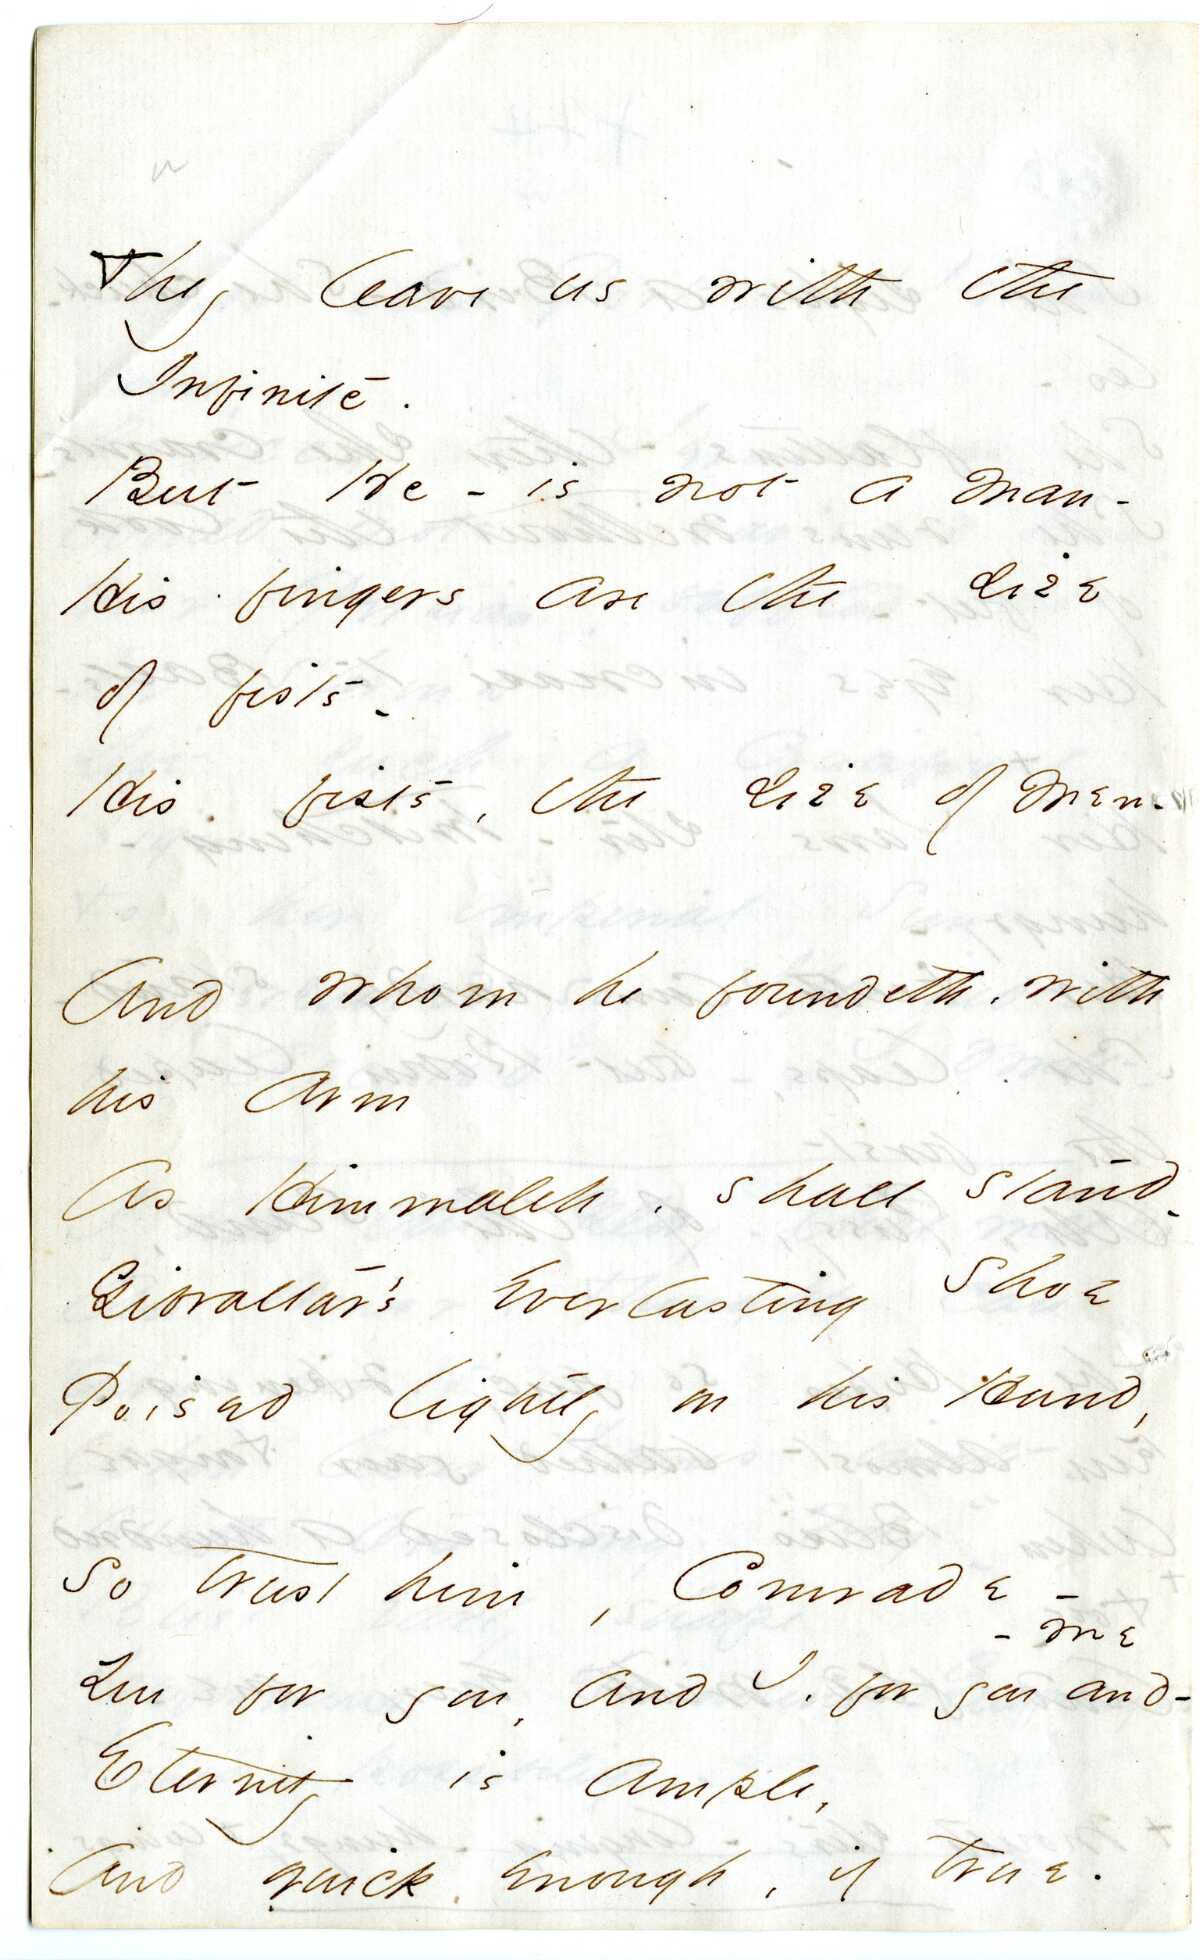 They leave us with the
Infinite.
But He - is not a man -
His fingers are the size
of fists -
His fists, the size of men -
And whom he foundeth, with
his Arm
As Himmaleh, shall stand -
Gibraltar's Everlasting Shoe
Poised lightly on his Hand,
So trust him, Comrade -
You for you, and I, for you and - me
Eternity is ample,
And quick enough, if true.